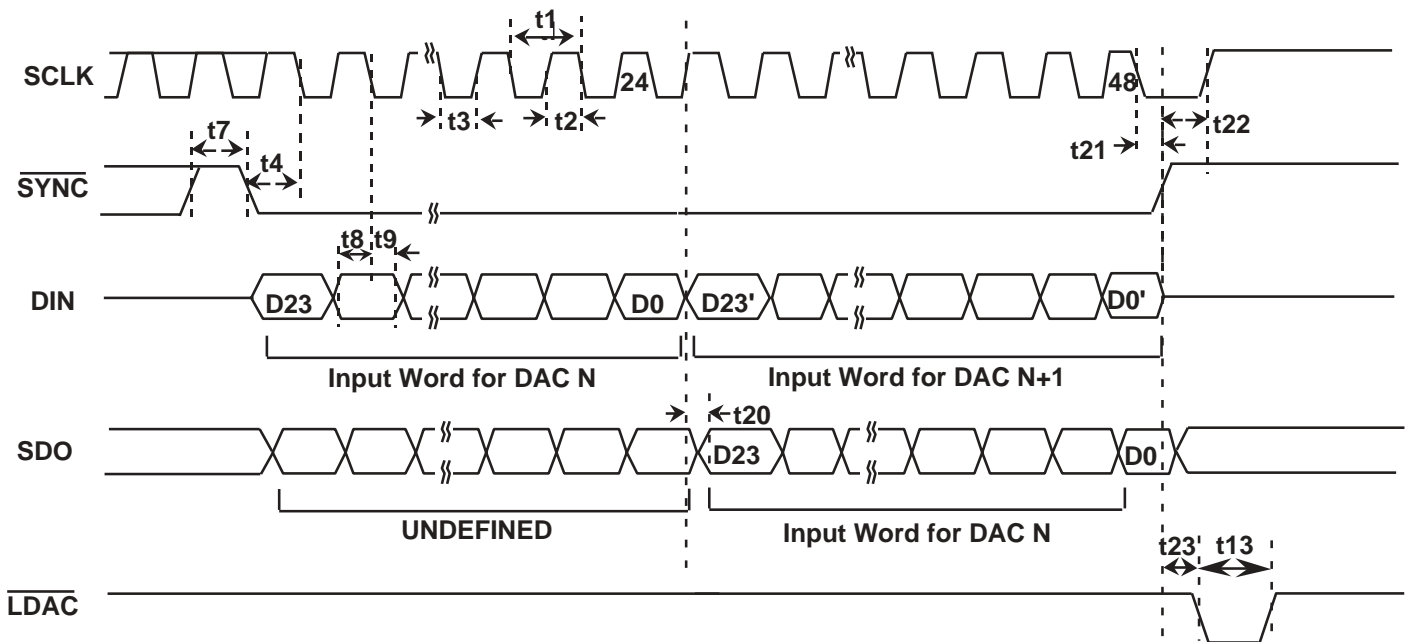 t1
SCLK
24
48
t3
t2
t22
t21
t7
t4
SYNC
t8 t9
DIN
D23
D0
D23'
D0'
Input Word for DAC N
Input Word for DAC N+1
t20
SDO
D23
D0
UNDEFINED
Input Word for DAC N
t23
t13
LDAC